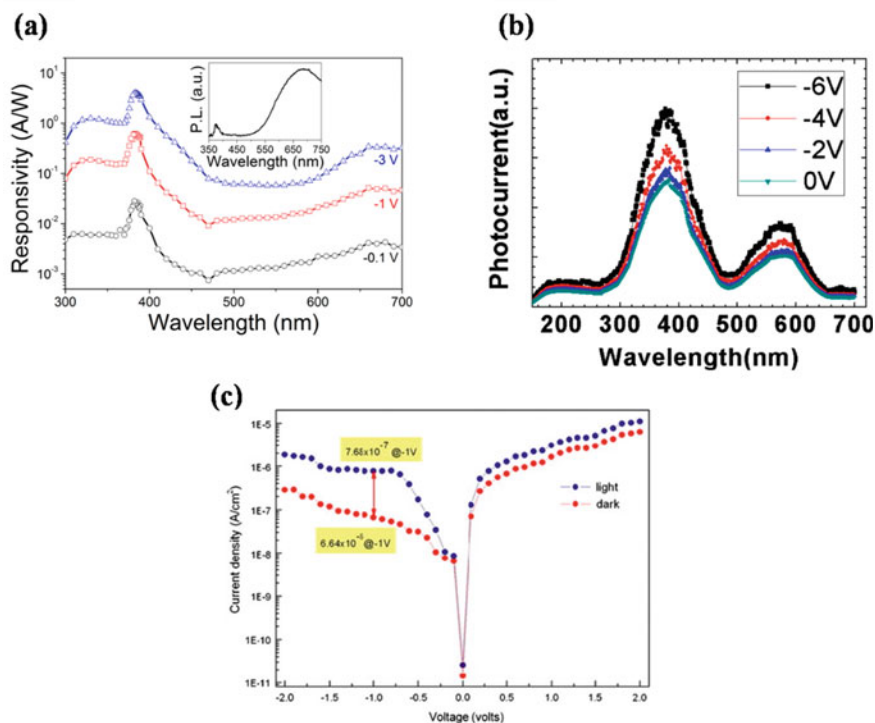 (a)
Responsivity (A/W)
10¹
10⁰
10⁻¹
10⁻²
10⁻³
300 400 500 600 700
Wavelength (nm)
-3 V
-1 V
-0.1 V
P.L. (a.u.)
350 450 550 650 750
Wavelength (nm)
(b)
Photocurrent(a.u.)
-6V
-4V
-2V
0V
200 300 400 500 600 700
Wavelength(nm)
(c)
Current density (A/cm²)
1E-5
1E-6
1E-7
1E-8
1E-9
1E-10
1E-11
7.68x10⁻⁷ @-1V
6.64x10⁻⁸ @-1V
light
dark
-2.0 -1.5 -1.0 -0.5 0.0 0.5 1.0 1.5 2.0
Voltage (volts)